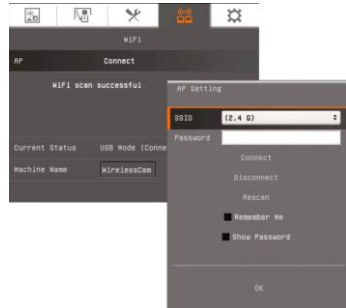 WiFi
AP Connect
WiFi scan successful
Current Status USB Mode (Conne
Machine Name WirelessCam
AP Setting
SSID (2.4 G)
Password
Connect
Disconnect
Rescan
Remember Me
Show Password
OK